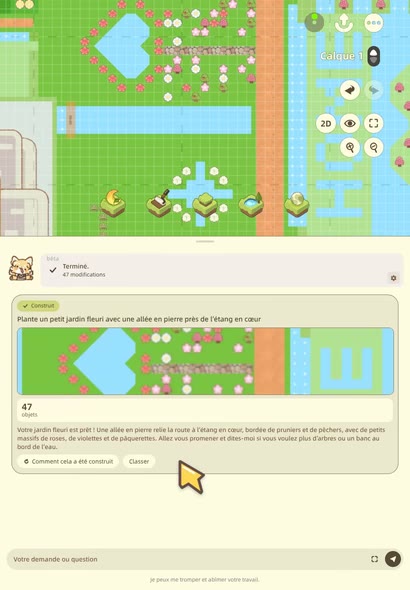 Calque 1
2D
bêta
Terminé.
47 modifications
Construit
Plante un petit jardin fleuri avec une allée en pierre près de l'étang en cœur
47
objets
Votre jardin fleuri est prêt ! Une allée en pierre relie la route à l'étang en cœur, bordée de pruniers et de pêchers, avec de petits
massifs de roses, de violettes et de pâquerettes. Allez vous promener et dites-moi si vous voulez plus d'arbres ou un banc au
bord de l'eau.
Comment cela a été construit
Classer
Votre demande ou question
Je peux me tromper et abîmer votre travail.